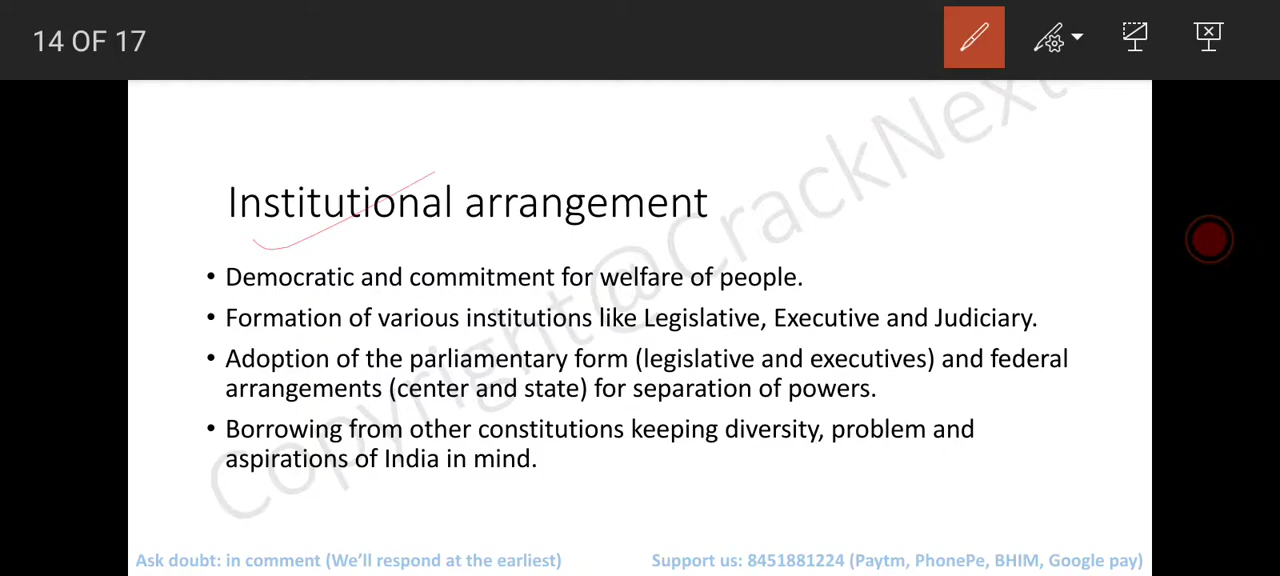 14 OF 17
Institutional arrangement
• Democratic and commitment for welfare of people.
• Formation of various institutions like Legislative, Executive and Judiciary.
• Adoption of the parliamentary form (legislative and executives) and federal
arrangements (center and state) for separation of powers.
• Borrowing from other constitutions keeping diversity, problem and
aspirations of India in mind.
Copyright@CrackNext
Ask doubt: in comment (We’ll respond at the earliest)
Support us: 8451881224 (Paytm, PhonePe, BHIM, Google pay)